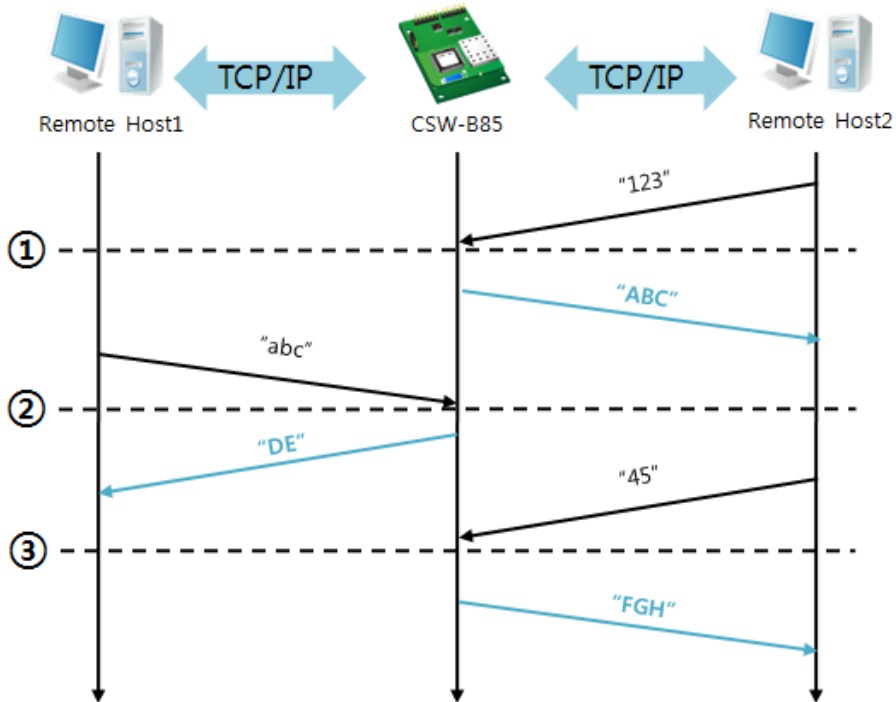 TCP/IP
TCP/IP
Remote Host1
CSW-B85
Remote Host2
"123"
①
"ABC"
"abc"
②
"DE"
"45"
③
"FGH"